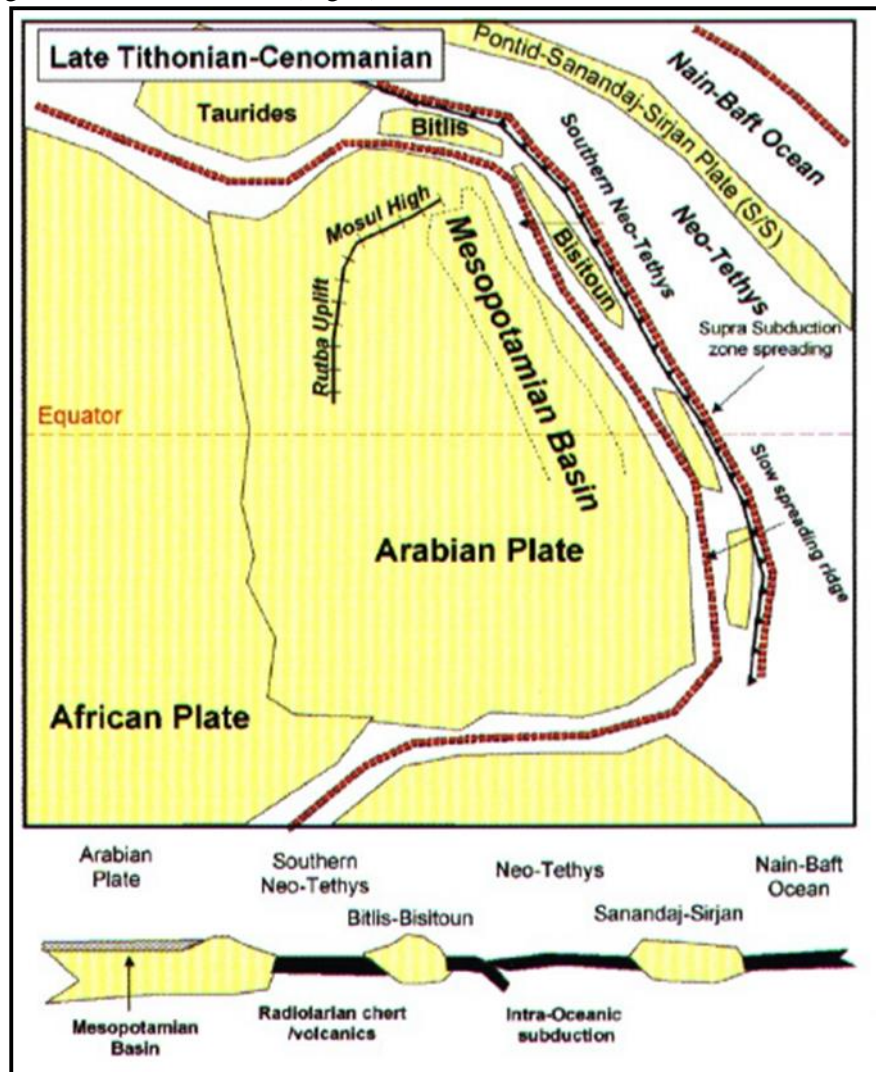 Late Tithonian-Cenomanian
Pontid-Sanandaj-Sirjan Plate (S/S)
Nain-Baft Ocean
Taurides
Bitlis
Southern Neo-Tethys
Neo-Tethys
Mosul High
Mesopotamian Basin
Bisitoun
Rutba Uplift
Supra Subduction
zone spreading
Equator
Slow spreading ridge
Arabian Plate
African Plate
Arabian
Plate
Southern
Neo-Tethys
Neo-Tethys
Nain-Baft
Ocean
Bitlis-Bisitoun
Sanandaj-Sirjan
Mesopotamian
Basin
Radiolarian chert
/volcanics
Intra-Oceanic
subduction